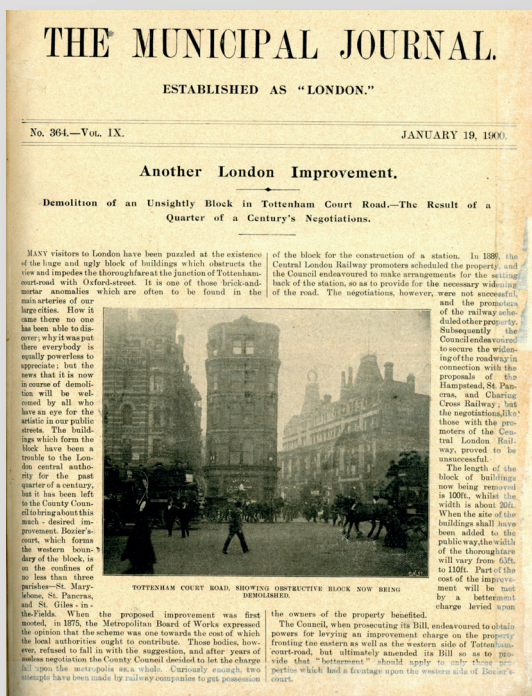 THE MUNICIPAL JOURNAL.
ESTABLISHED AS "LONDON."
No. 364.—VOL. IX.
JANUARY 19, 1900.
Another London Improvement.
Demolition of an Unsightly Block in Tottenham Court Road.—The Result of a
Quarter of a Century's Negotiations.
MANY visitors to London have been puzzled at the existence
of the huge and ugly block of buildings which obstructs the
view and impedes the thoroughfare at the junction of Tottenham-
court-road with Oxford-street. It is one of those brick-and-
mortar anomalies which are often to be found in the
main arteries of our
large cities. How it
came there no one
has been able to dis-
cover; why it was put
there everybody is
equally powerless to
appreciate; but the
news that it is now
in course of demoli-
tion will be wel-
comed by all who
have an eye for the
artistic in our public
streets. The build-
ings which form the
block have been a
trouble to the Lon-
don central autho-
rity for the past
quarter of a century,
but it has been left
to the County Coun-
cil to bring about this
much - desired im-
provement. Bozier's-
court, which forms
the western boun-
dary of the block, is
on the confines of
no less than three
parishes—St. Mary-
lebone, St. Pancras,
and St. Giles - in -
the-Fields. When the proposed improvement was first
mooted, in 1875, the Metropolitan Board of Works expressed
the opinion that the scheme was one towards the cost of which
the local authorities ought to contribute. Those bodies, how-
ever, refused to fall in with the suggestion, and after years of
useless negotiation the County Council decided to let the charge
fall upon the metropolis as a whole. Curiously enough, two
attempts have been made by railway companies to get possession
of the block for the construction of a station. In 1889, the
Central London Railway promoters scheduled the property, and
the Council endeavoured to make arrangements for the setting
back of the station, so as to provide for the necessary widening
of the road. The negotiations, however, were not successful,
and the promoters
of the railway sche-
duled other property.
Subsequently the
Council endeavoured
to secure the widen-
ing of the roadway in
connection with the
proposals of the
Hampstead, St. Pan-
cras, and Charing
Cross Railway; but
the negotiations, like
those with the pro-
moters of the Cen-
tral London Rail-
way, proved to be
unsuccessful.
The length of the
block of buildings
now being removed
is 100ft., whilst the
width is about 20ft.
When the site of the
buildings shall have
been added to the
public way, the width
of the thoroughfare
will vary from 63ft.
to 110ft. Part of the
cost of the improve-
ment will be met
by a betterment
charge levied upon
the owners of the property benefited.
The Council, when prosecuting its Bill, endeavoured to obtain
powers for levying an improvement charge on the property
fronting the eastern as well as the western side of Tottenham-
court-road, but ultimately amended its Bill so as to pro-
vide that "betterment" should apply to only three pro-
perties which had a frontage upon the western side of Bozier's-
court.
TOTTENHAM COURT ROAD, SHOWING OBSTRUCTIVE BLOCK NOW BEING
DEMOLISHED.